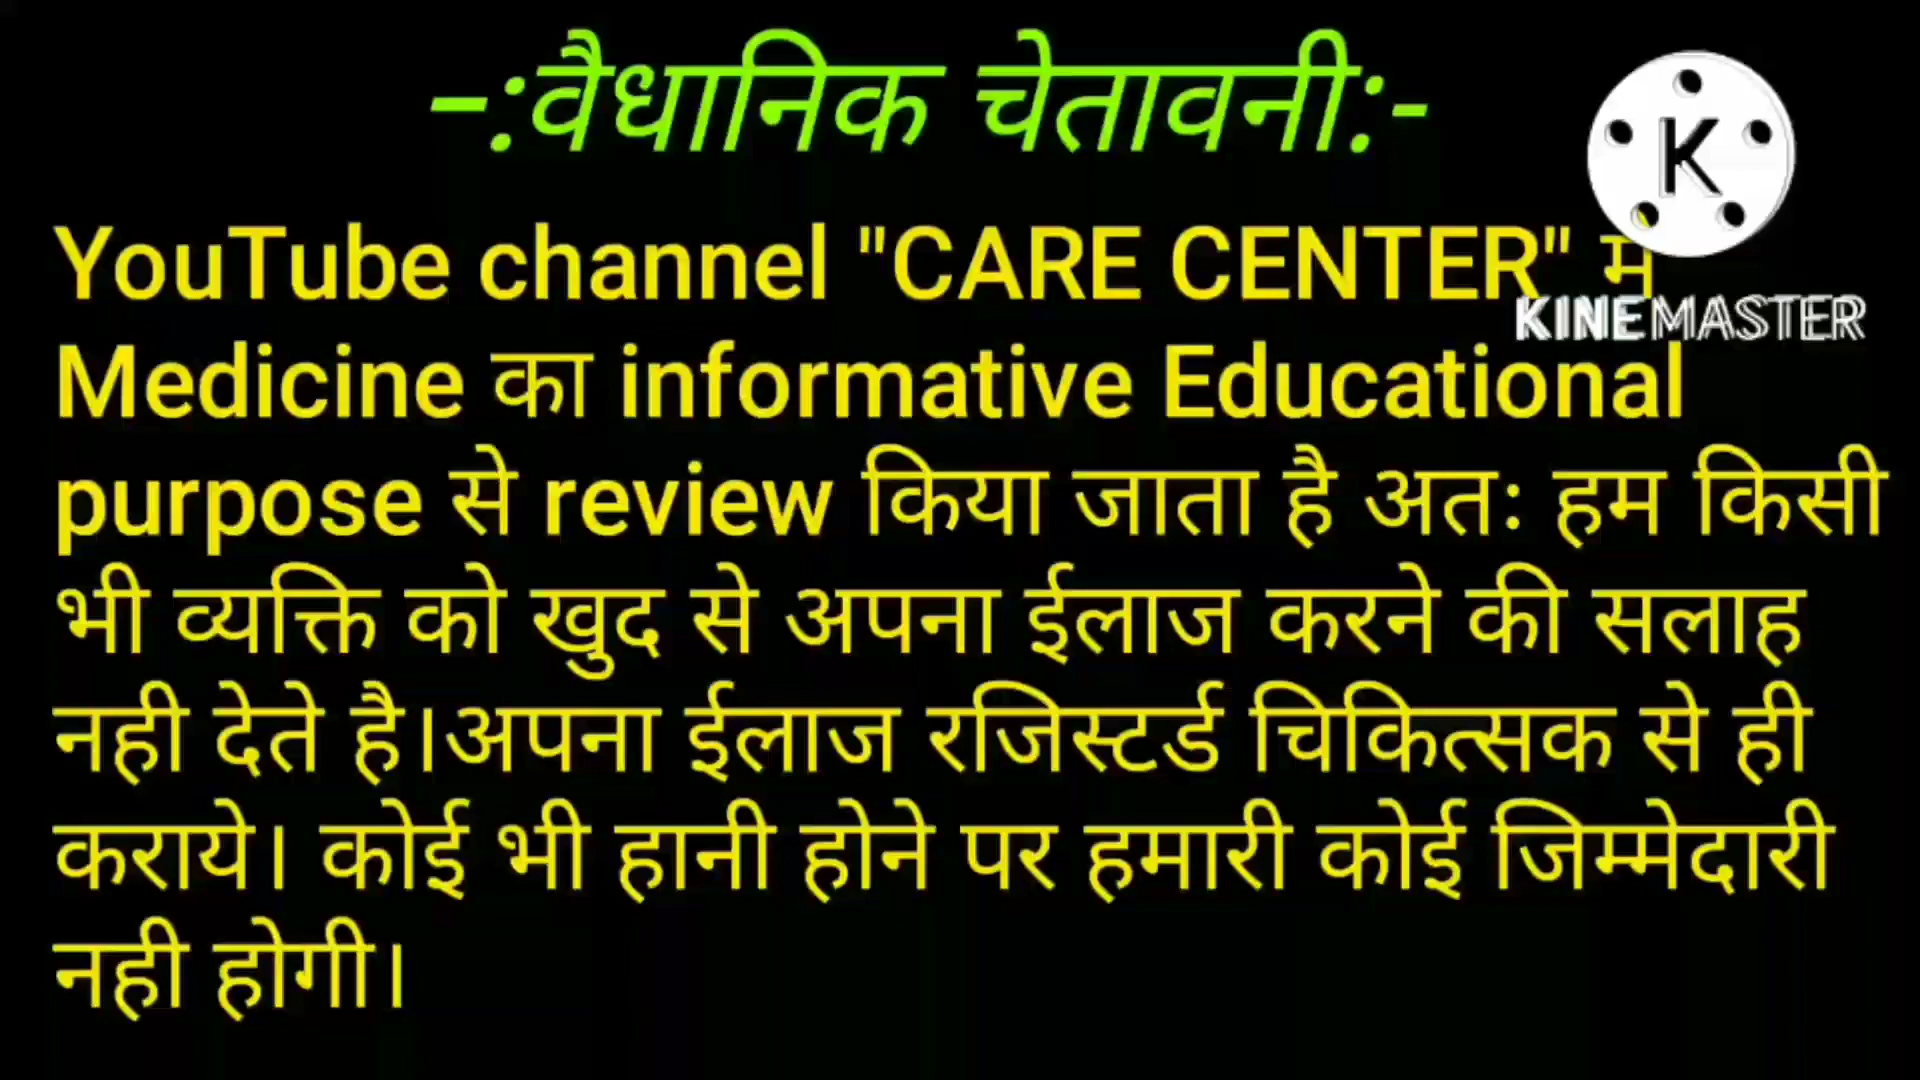 –:वैधानिक चेतावनी:-
K
YouTube channel "CARE CENTER"
KINEMASTER
Medicine का informative Educational
purpose से review किया जाता है अतः हम किसी
भी व्यक्ति को खुद से अपना ईलाज करने की सलाह
नही देते है।अपना ईलाज रजिस्टर्ड चिकित्सक से ही
कराये। कोई भी हानी होने पर हमारी कोई जिम्मेदारी
नही होगी।